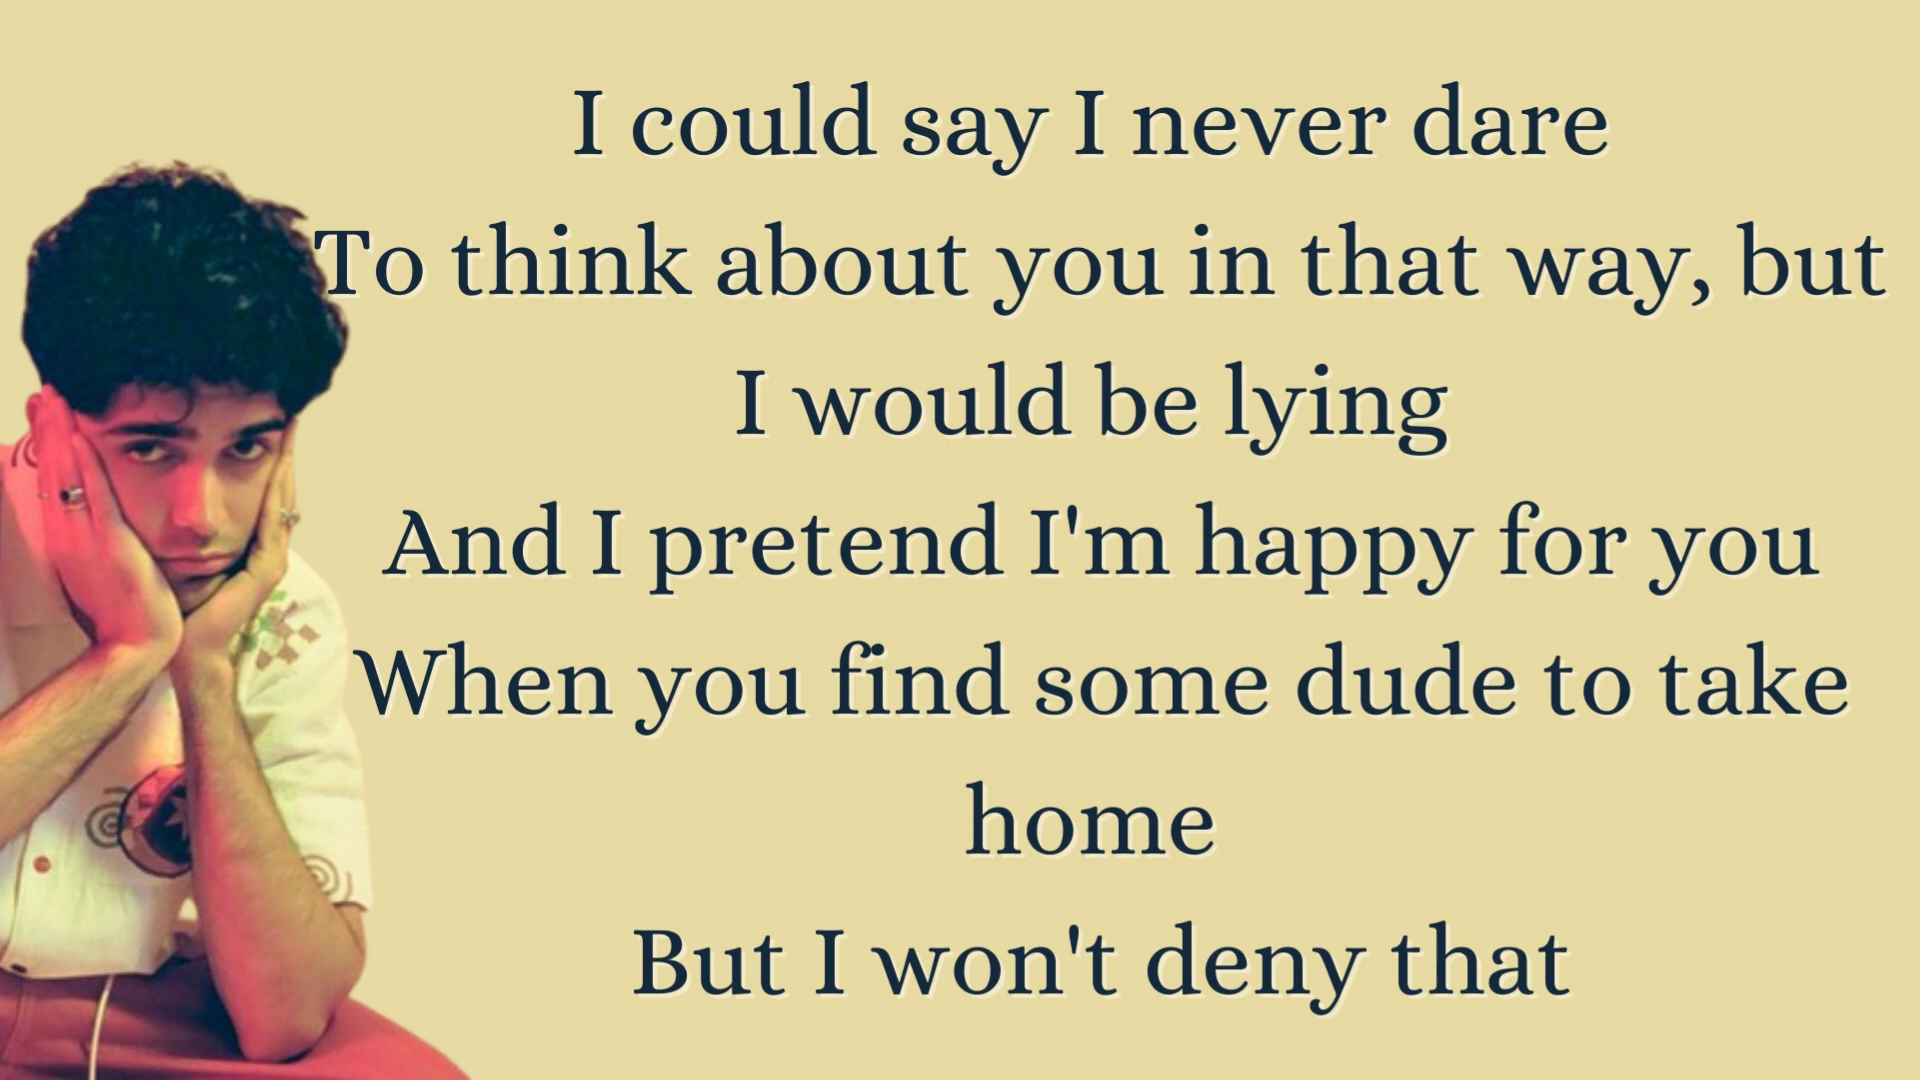 I could say I never dare
To think about you in that way, but
I would be lying
And I pretend I'm happy for you
When you find some dude to take
home
But I won't deny that